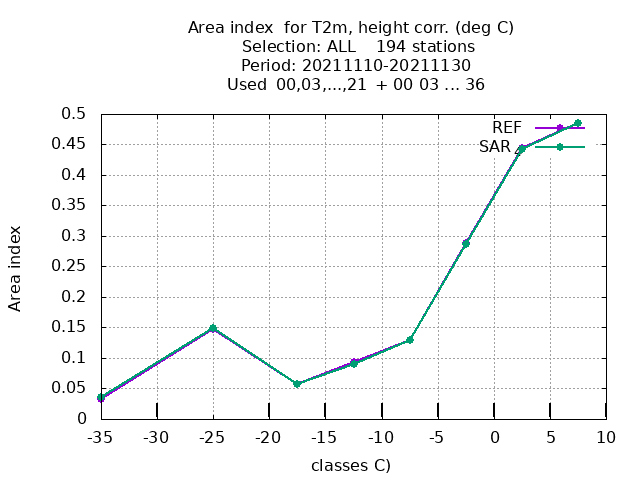 Area index for T2m, height corr. (deg C)
Selection: ALL 194 stations
Period: 20211110-20211130
Used 00,03,...,21 + 00 03 ... 36
0.5
REF
0.45
SAR
0.4
0.35
0.3
0.25
0.2
0.15
0.1
0.05
0
Area index
-35 -30 -25 -20 -15 -10 -5 0 5 10
classes C)